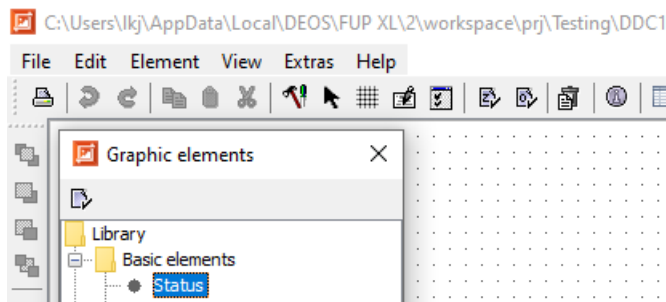 C:\Users\lkj\AppData\Local\DEOS\FUP XL\2\workspace\prj\Testing\DDC1
File Edit Element View Extras Help
Graphic elements
Library
Basic elements
Status